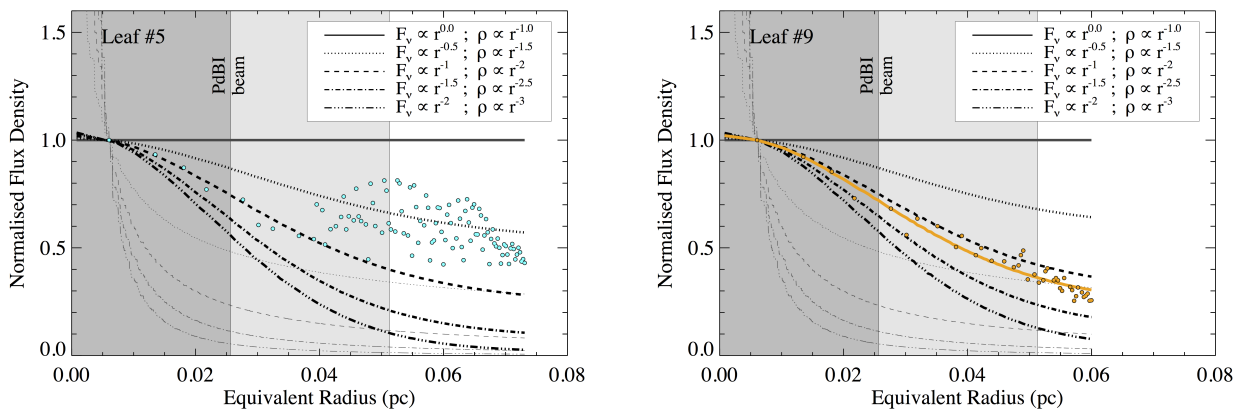 Leaf #5
F_ν ∝ r^0.0 ; ρ ∝ r^-1.0
F_ν ∝ r^-0.5 ; ρ ∝ r^-1.5
F_ν ∝ r^-1 ; ρ ∝ r^-2
F_ν ∝ r^-1.5 ; ρ ∝ r^-2.5
F_ν ∝ r^-2 ; ρ ∝ r^-3
PdBI
beam
Normalised Flux Density
1.5
1.0
0.5
0.0
0.00 0.02 0.04 0.06 0.08
Equivalent Radius (pc)
Leaf #9
F_ν ∝ r^0.0 ; ρ ∝ r^-1.0
F_ν ∝ r^-0.5 ; ρ ∝ r^-1.5
F_ν ∝ r^-1 ; ρ ∝ r^-2
F_ν ∝ r^-1.5 ; ρ ∝ r^-2.5
F_ν ∝ r^-2 ; ρ ∝ r^-3
PdBI
beam
Normalised Flux Density
1.5
1.0
0.5
0.0
0.00 0.02 0.04 0.06 0.08
Equivalent Radius (pc)